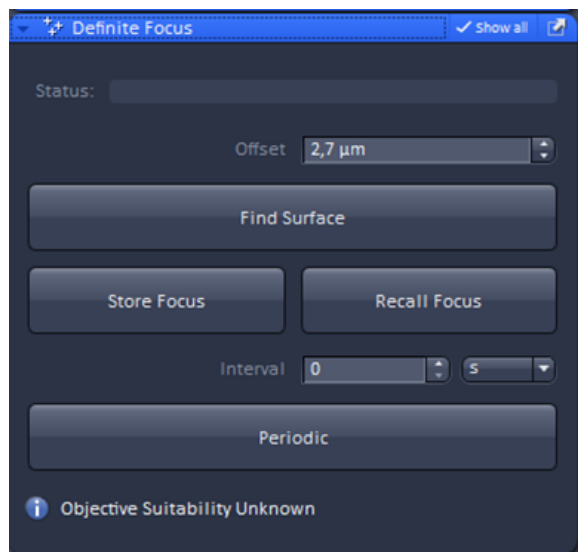 Definite Focus Show all
Status:
Offset 2,7 µm
Find Surface
Store Focus Recall Focus
Interval 0 s
Periodic
Objective Suitability Unknown